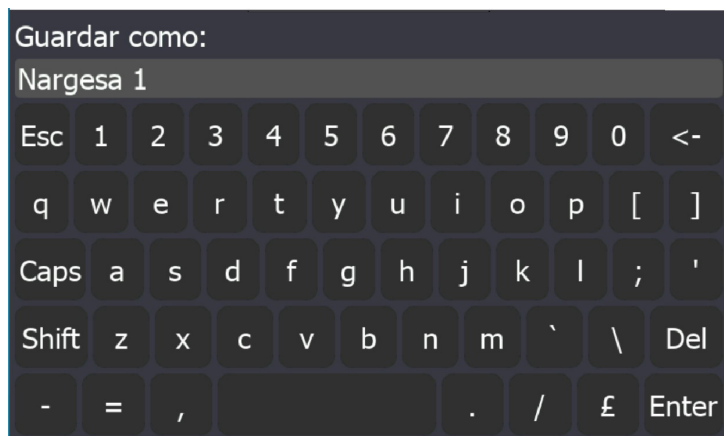 Guardar como:
Nargesa 1
Esc 1 2 3 4 5 6 7 8 9 0 <-
q w e r t y u i o p [ ]
Caps a s d f g h j k l ; '
Shift z x c v b n m ` \ Del
- = , . / £ Enter